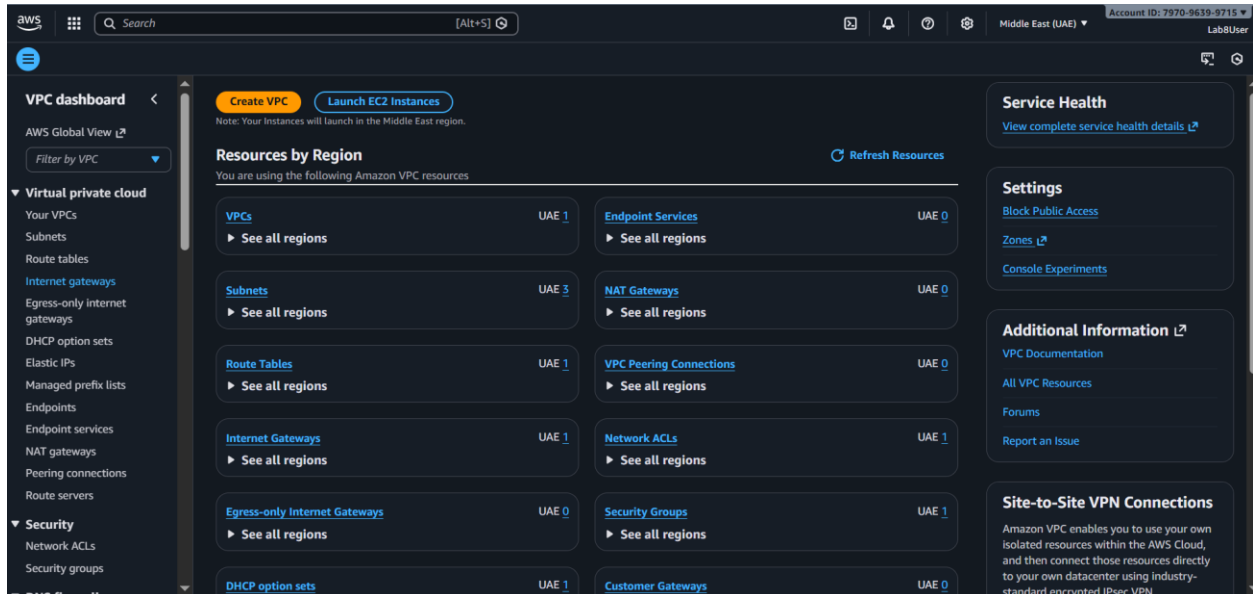 aws
Search [Alt+S]
Middle East (UAE) ▼
Account ID: 7970-9639-9715 ▼
Lab8User
VPC dashboard
AWS Global View
Filter by VPC
Virtual private cloud
Your VPCs
Subnets
Route tables
Internet gateways
Egress-only internet
gateways
DHCP option sets
Elastic IPs
Managed prefix lists
Endpoints
Endpoint services
NAT gateways
Peering connections
Route servers
Security
Network ACLs
Security groups
Create VPC
Launch EC2 Instances
Note: Your Instances will launch in the Middle East region.
Resources by Region
Refresh Resources
You are using the following Amazon VPC resources
VPCs UAE 1
See all regions
Endpoint Services UAE 0
See all regions
Subnets UAE 3
See all regions
NAT Gateways UAE 0
See all regions
Route Tables UAE 1
See all regions
VPC Peering Connections UAE 0
See all regions
Internet Gateways UAE 1
See all regions
Network ACLs UAE 1
See all regions
Egress-only Internet Gateways UAE 0
See all regions
Security Groups UAE 1
See all regions
DHCP option sets UAE 1
Customer Gateways UAE 0
Service Health
View complete service health details
Settings
Block Public Access
Zones
Console Experiments
Additional Information
VPC Documentation
All VPC Resources
Forums
Report an Issue
Site-to-Site VPN Connections
Amazon VPC enables you to use your own
isolated resources within the AWS Cloud,
and then connect those resources directly
to your own datacenter using industry-
standard encrypted IPsec VPN